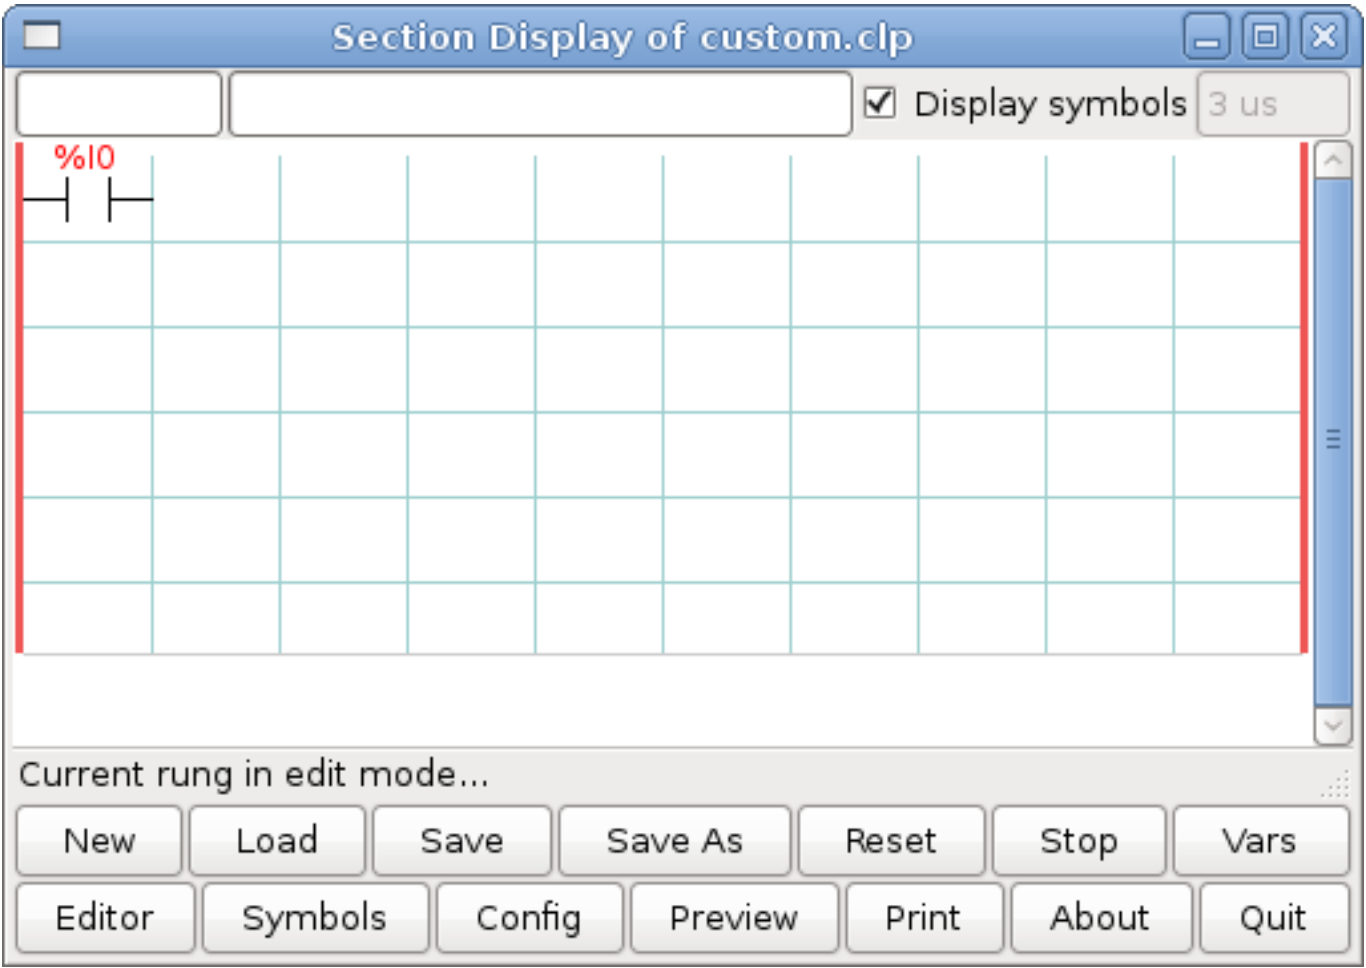 Section Display of custom.clp
Display symbols 3 us
%I0
Current rung in edit mode...
New Load Save Save As Reset Stop Vars
Editor Symbols Config Preview Print About Quit